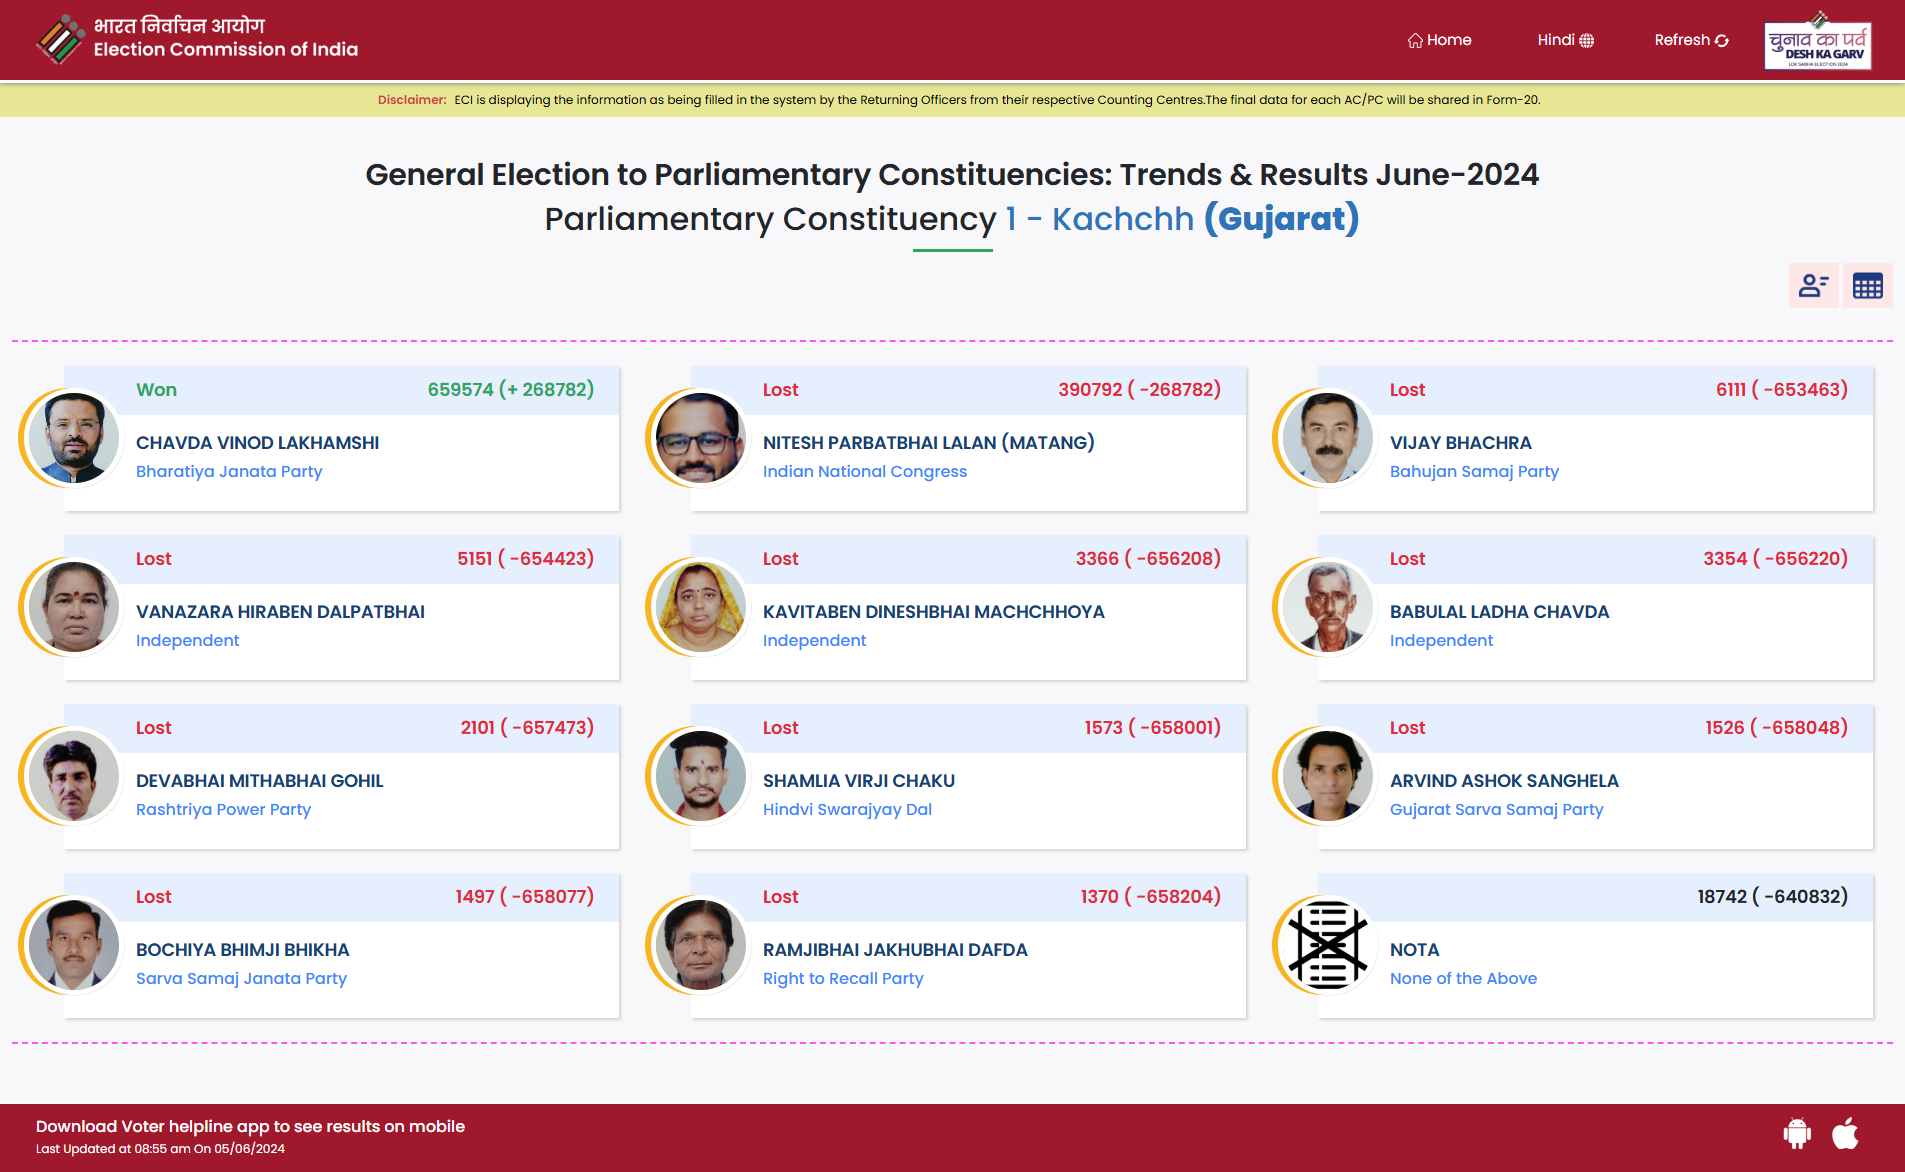 भारत निर्वाचन आयोग
Election Commission of India
Home
Hindi
Refresh
चुनाव का पर्व
DESH KA GARV
LOK SABHA ELECTION 2024
Disclaimer: ECI is displaying the information as being filled in the system by the Returning Officers from their respective Counting Centres.The final data for each AC/PC will be shared in Form-20.
General Election to Parliamentary Constituencies: Trends & Results June-2024
Parliamentary Constituency 1 - Kachchh (Gujarat)
Won 659574 (+ 268782)
CHAVDA VINOD LAKHAMSHI
Bharatiya Janata Party
Lost 390792 ( -268782)
NITESH PARBATBHAI LALAN (MATANG)
Indian National Congress
Lost 6111 ( -653463)
VIJAY BHACHRA
Bahujan Samaj Party
Lost 5151 ( -654423)
VANAZARA HIRABEN DALPATBHAI
Independent
Lost 3366 ( -656208)
KAVITABEN DINESHBHAI MACHCHHOYA
Independent
Lost 3354 ( -656220)
BABULAL LADHA CHAVDA
Independent
Lost 2101 ( -657473)
DEVABHAI MITHABHAI GOHIL
Rashtriya Power Party
Lost 1573 ( -658001)
SHAMLIA VIRJI CHAKU
Hindvi Swarajyay Dal
Lost 1526 ( -658048)
ARVIND ASHOK SANGHELA
Gujarat Sarva Samaj Party
Lost 1497 ( -658077)
BOCHIYA BHIMJI BHIKHA
Sarva Samaj Janata Party
Lost 1370 ( -658204)
RAMJIBHAI JAKHUBHAI DAFDA
Right to Recall Party
18742 ( -640832)
NOTA
None of the Above
Download Voter helpline app to see results on mobile
Last Updated at 08:55 am On 05/06/2024